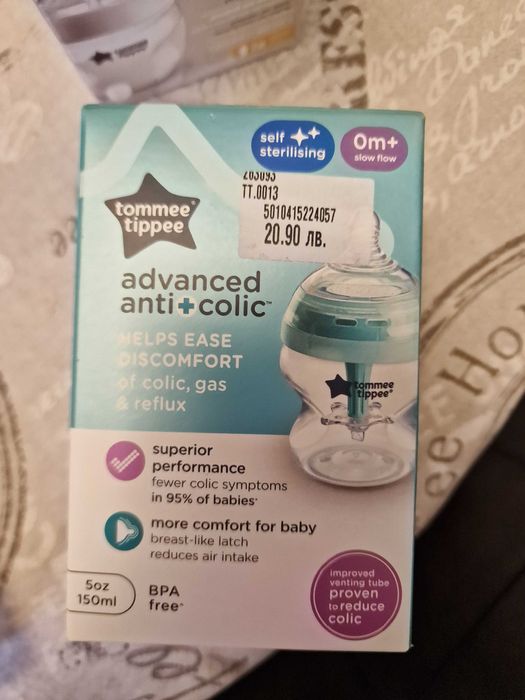 self
sterilising
0m+
slow flow
203093
TT.0013
5010415224057
20.90 лв.
tommee®
tippee
advanced
anti+colic™
HELPS EASE
DISCOMFORT
of colic, gas
& reflux
tommee
tippee®
superior
performance
fewer colic symptoms
in 95% of babies*
more comfort for baby
breast-like latch
reduces air intake
5oz
150ml
BPA
free^
improved
venting tube
proven
to reduce
colic
Home